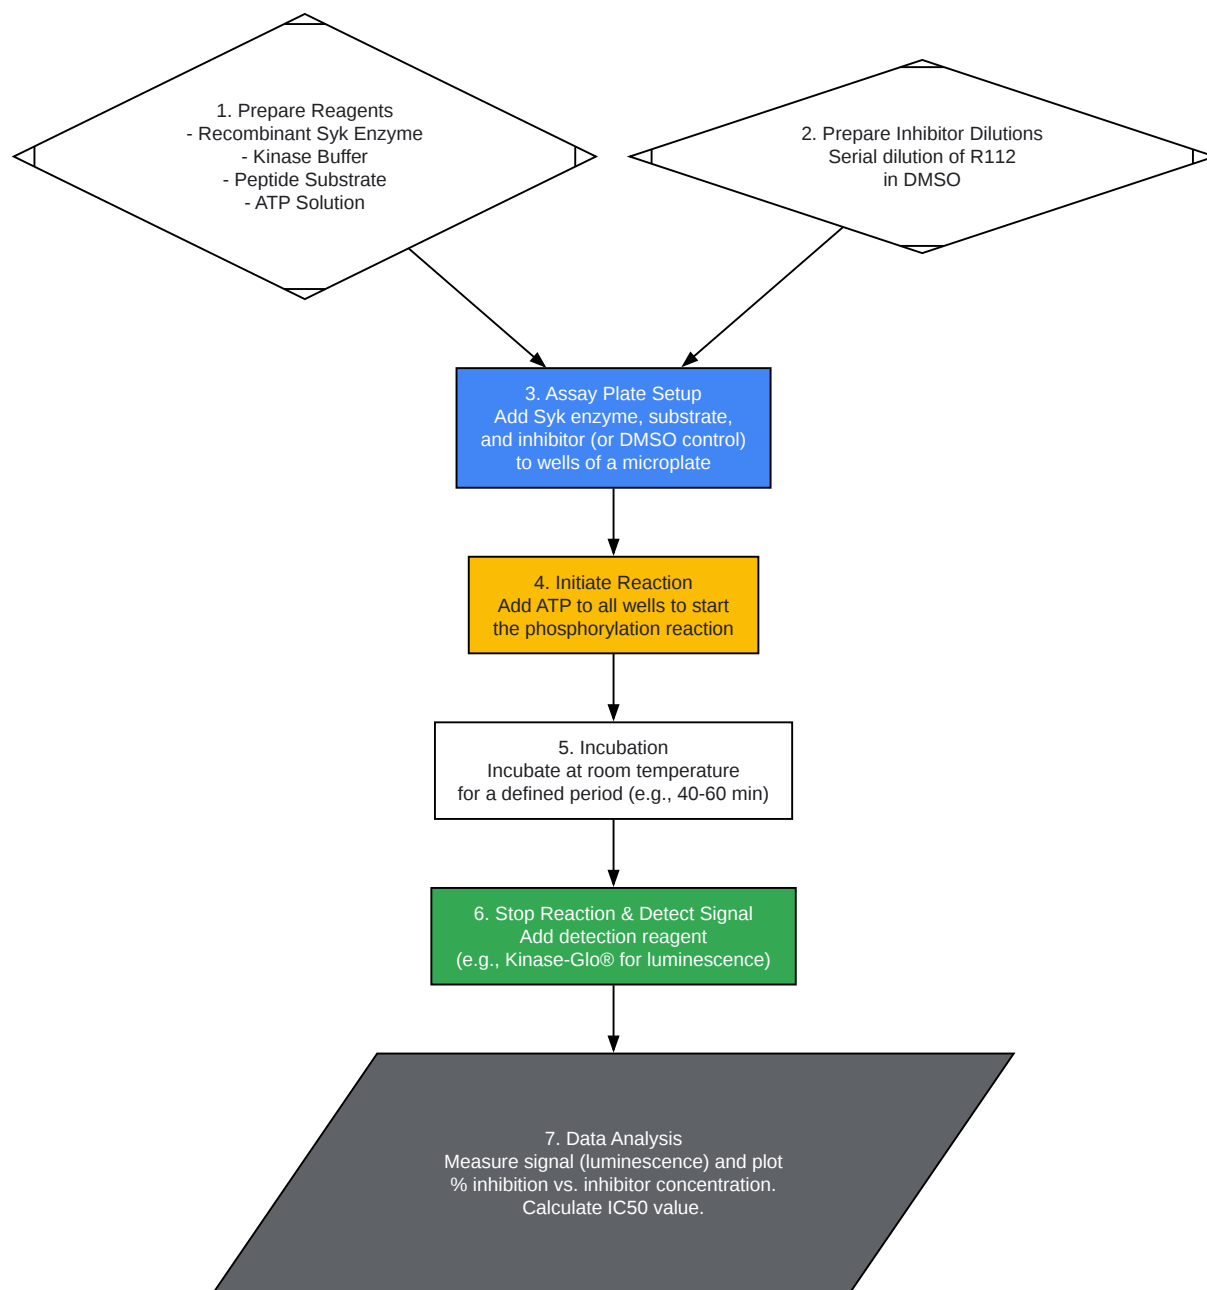 1. Prepare Reagents
- Recombinant Syk Enzyme
- Kinase Buffer
- Peptide Substrate
- ATP Solution
2. Prepare Inhibitor Dilutions
Serial dilution of R112
in DMSO
3. Assay Plate Setup
Add Syk enzyme, substrate,
and inhibitor (or DMSO control)
to wells of a microplate
4. Initiate Reaction
Add ATP to all wells to start
the phosphorylation reaction
5. Incubation
Incubate at room temperature
for a defined period (e.g., 40-60 min)
6. Stop Reaction & Detect Signal
Add detection reagent
(e.g., Kinase-Glo® for luminescence)
7. Data Analysis
Measure signal (luminescence) and plot
% inhibition vs. inhibitor concentration.
Calculate IC50 value.